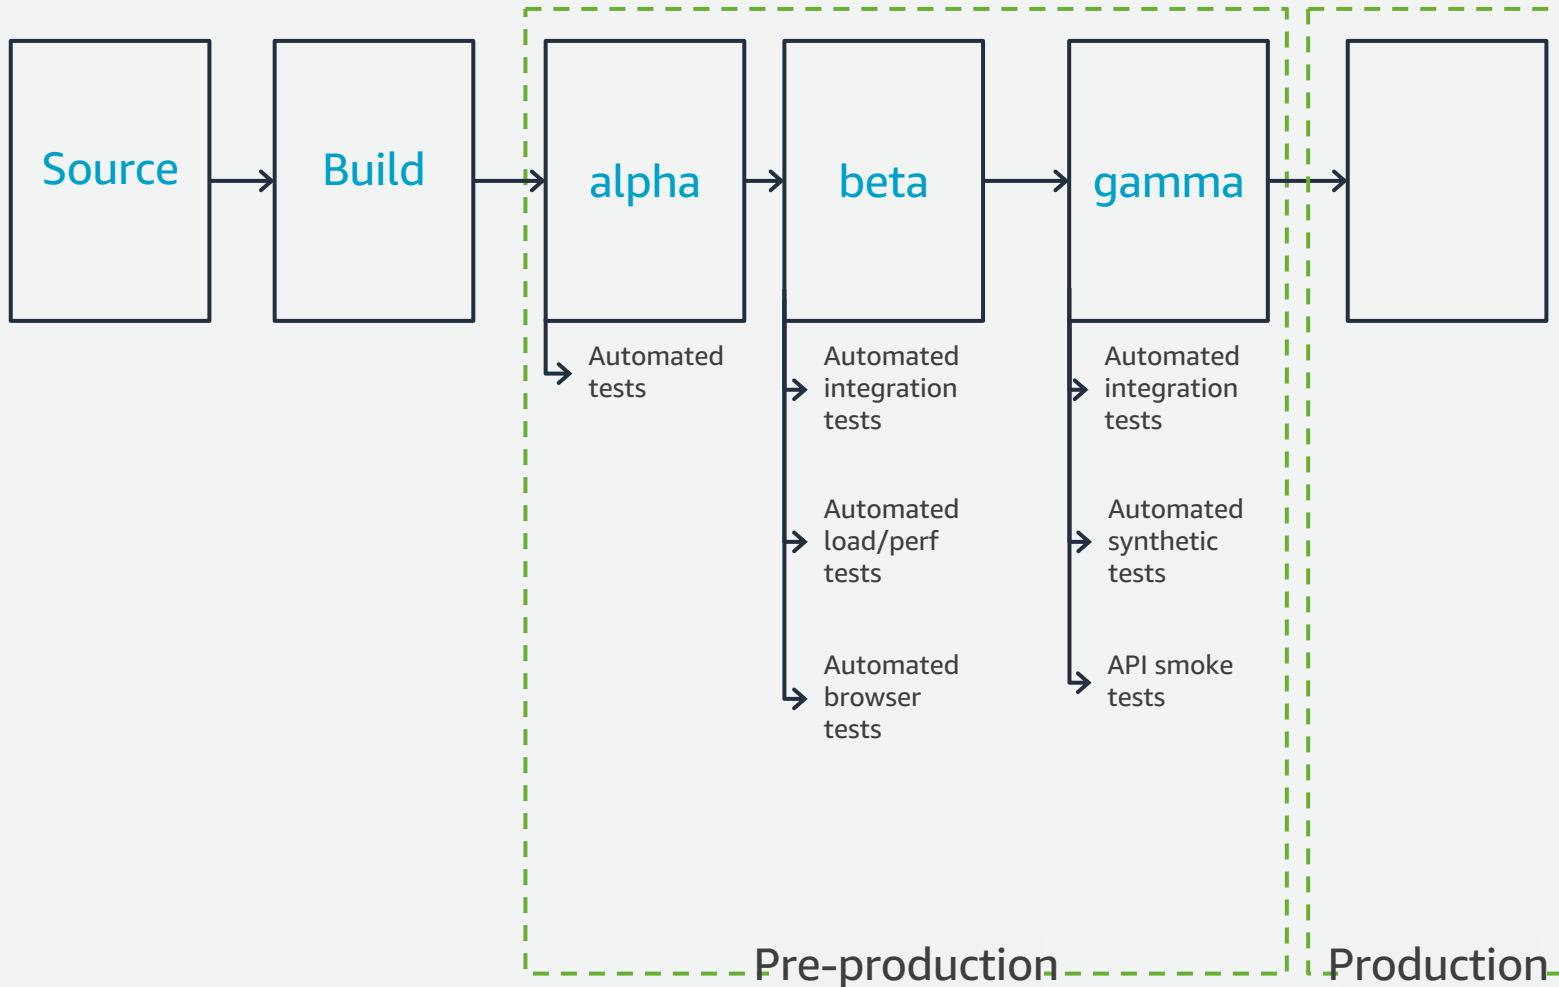 Source
Build
alpha
beta
gamma
Automated
tests
Automated
integration
tests
Automated
load/perf
tests
Automated
browser
tests
Automated
integration
tests
Automated
synthetic
tests
API smoke
tests
Pre-production
Production